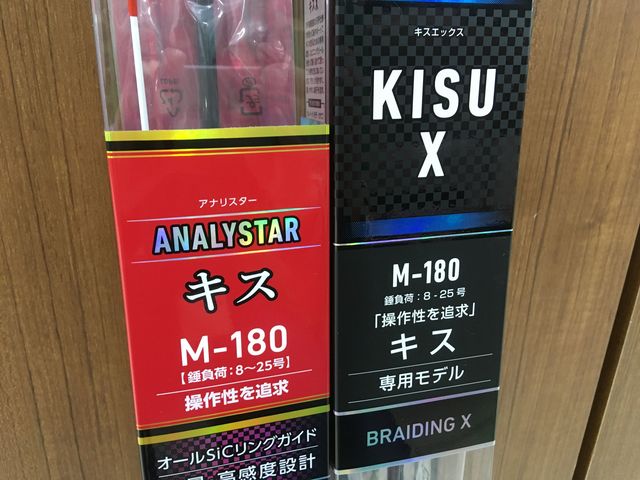 アナリスター
ANALYSTAR
キス
M-180
【錘負荷:8〜25号】
操作性を追求
オールSiCリングガイド
高感度設計
キスエックス
KISU
X
M-180
錘負荷:8-25号
「操作性を追求」
キス
専用モデル
BRAIDING X